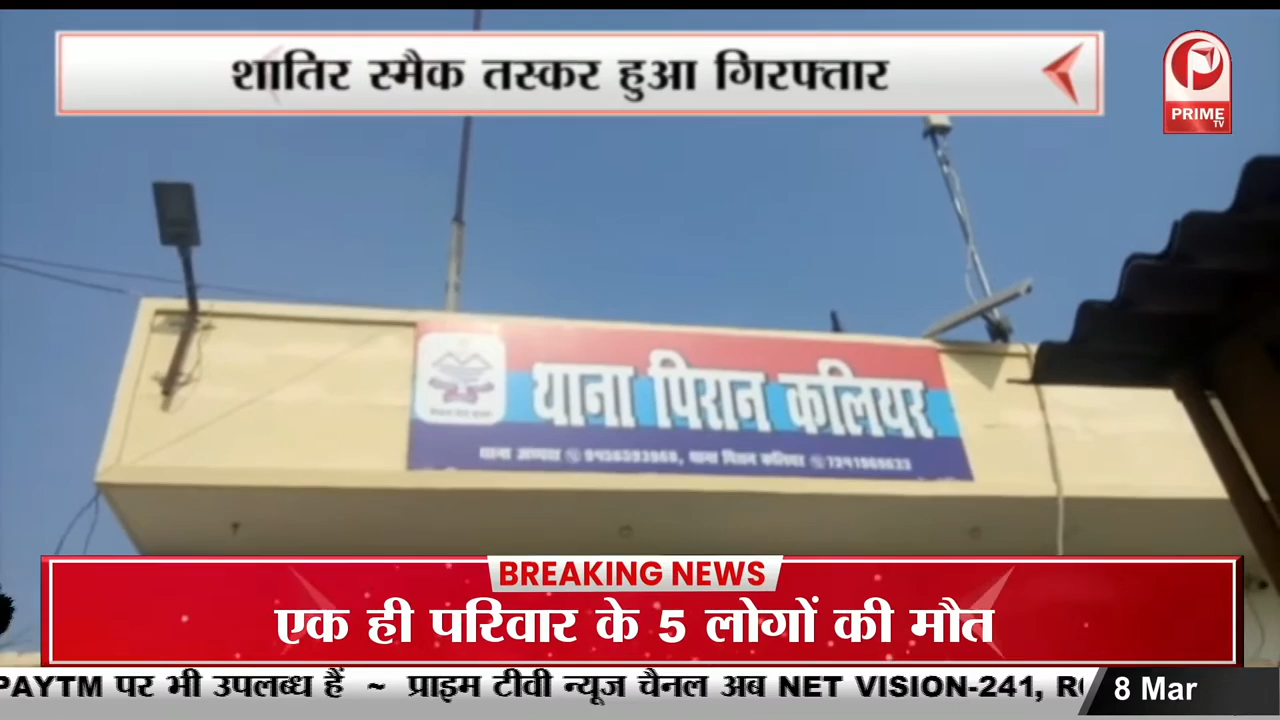 शातिर स्मैक तस्कर हुआ गिरफ्तार
PRIME
TV
थाना पिरान कलियर
BREAKING NEWS
एक ही परिवार के 5 लोगों की मौत
PAYTM पर भी उपलब्ध हैं ~ प्राइम टीवी न्यूज चैनल अब NET VISION-241,
8 Mar